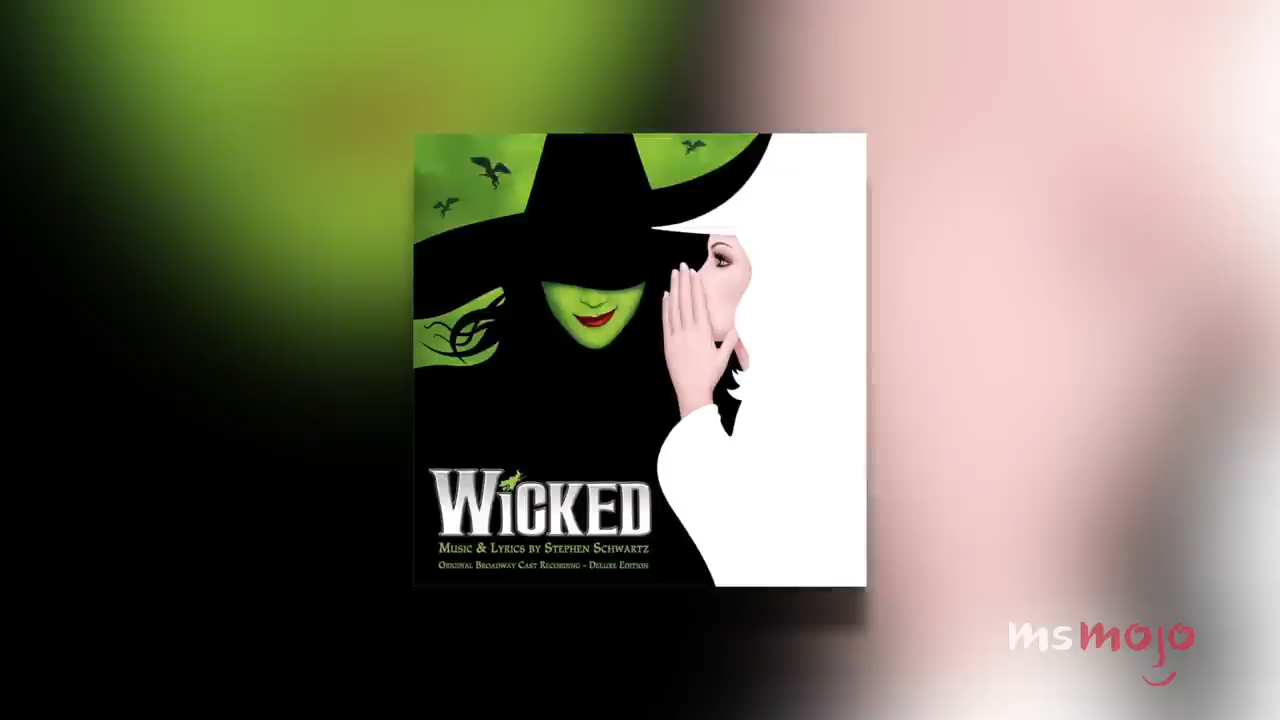 WICKED
MUSIC & LYRICS BY STEPHEN SCHWARTZ
ORIGINAL BROADWAY CAST RECORDING - DELUXE EDITION
msmojo